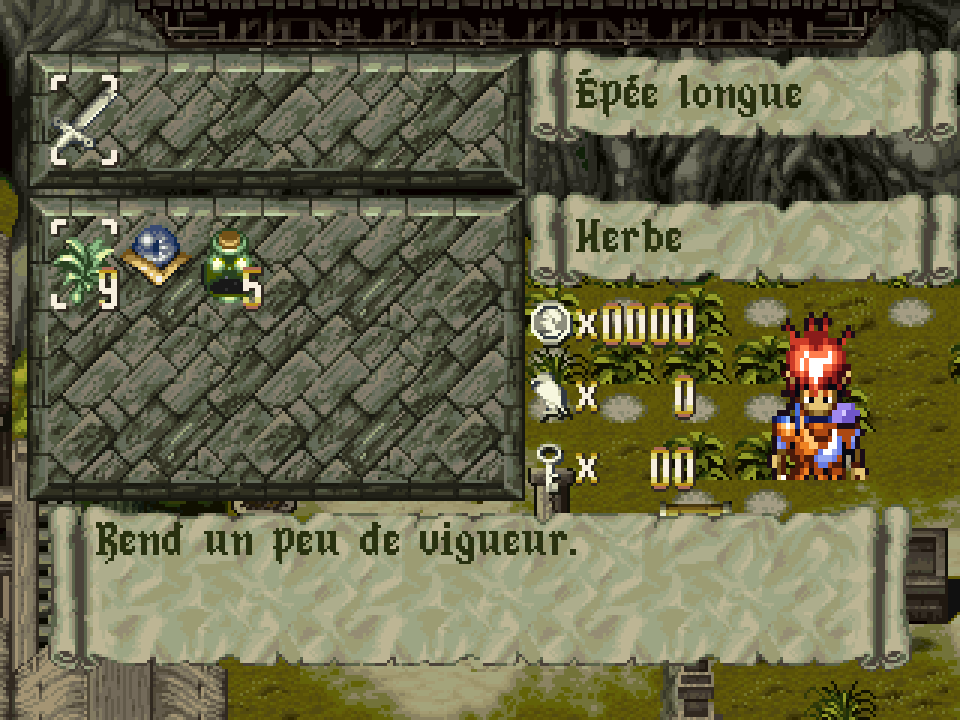 Épée longue
Herbe
9
5
x0000
x 0
x 00
Rend un peu de vigueur.